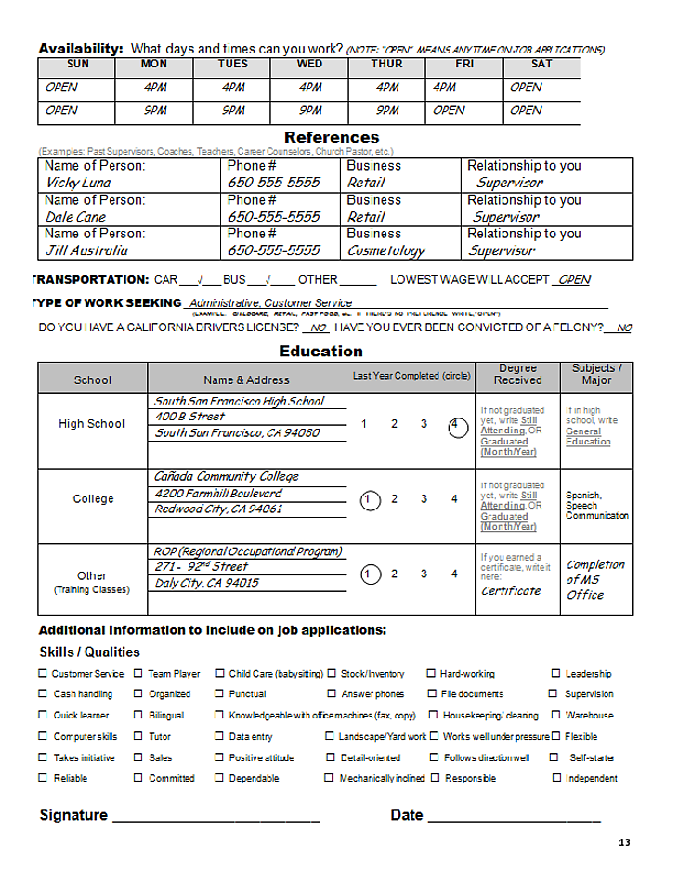 Availability: What days and times can you work? (NOTE: "OPEN" MEANS ANYTIME ON JOB APPLICATIONS)
SUN MON TUES WED THUR FRI SAT
OPEN 4PM 4PM 4PM 4PM 4PM OPEN
OPEN 9PM 9PM 9PM 9PM OPEN OPEN
References
(Examples: Past Supervisors, Coaches, Teachers, Career Counselors, Church Pastor, etc.)
Name of Person: Phone # Business Relationship to you
Vicky Luna 650-555-5555 Retail Supervisor
Name of Person: Phone # Business Relationship to you
Dale Cane 650-555-5555 Retail Supervisor
Name of Person: Phone # Business Relationship to you
Jill Australia 650-555-5555 Cosmetology Supervisor
TRANSPORTATION: CAR ___/___ BUS ___/___ OTHER ______ LOWEST WAGE WILL ACCEPT OPEN
TYPE OF WORK SEEKING Administrative, Customer Service
(EXAMPLE: CHILDCARE, RETAIL, FAST FOOD, etc. IF THERE'S NO PREFERENCE WRITE, "OPEN")
DO YOU HAVE A CALIFORNIA DRIVERS LICENSE? NO HAVE YOU EVER BEEN CONVICTED OF A FELONY? NO
Education
School Name & Address Last Year Completed (circle) Degree Received Subjects / Major
High School
South San Francisco High School
400 B Street
South San Francisco, CA 94080
1 2 3 4
If not graduated yet, write Still Attending, OR Graduated (Month/Year)
If in high school, write General Education
College
Cañada Community College
4200 Farmhill Boulevard
Redwood City, CA 94061
1 2 3 4
If not graduated yet, write Still Attending, OR Graduated (Month/Year)
Spanish, Speech Communicaton
Other
(Training Classes)
ROP (Regional Occupational Program)
271- 92nd Street
Daly City, CA 94015
1 2 3 4
If you earned a certificate, write it here:
Certificate
Completion of MS Office
Additional information to include on job applications:
Skills / Qualities
☐ Customer Service ☐ Team Player ☐ Child Care (babysitting) ☐ Stock/Inventory ☐ Hard-working ☐ Leadership
☐ Cash handling ☐ Organized ☐ Punctual ☐ Answer phones ☐ File documents ☐ Supervision
☐ Quick learner ☐ Bilingual ☐ Knowledgeable with office machines (fax, copy) ☐ Housekeeping/ cleaning ☐ Warehouse
☐ Computer skills ☐ Tutor ☐ Data entry ☐ Landscape/Yard work ☐ Works well under pressure ☐ Flexible
☐ Takes initiative ☐ Sales ☐ Positive attitude ☐ Detail-oriented ☐ Follows direction well ☐ Self-starter
☐ Reliable ☐ Committed ☐ Dependable ☐ Mechanically inclined ☐ Responsible ☐ Independent
Signature ________________________ Date ____________________
13